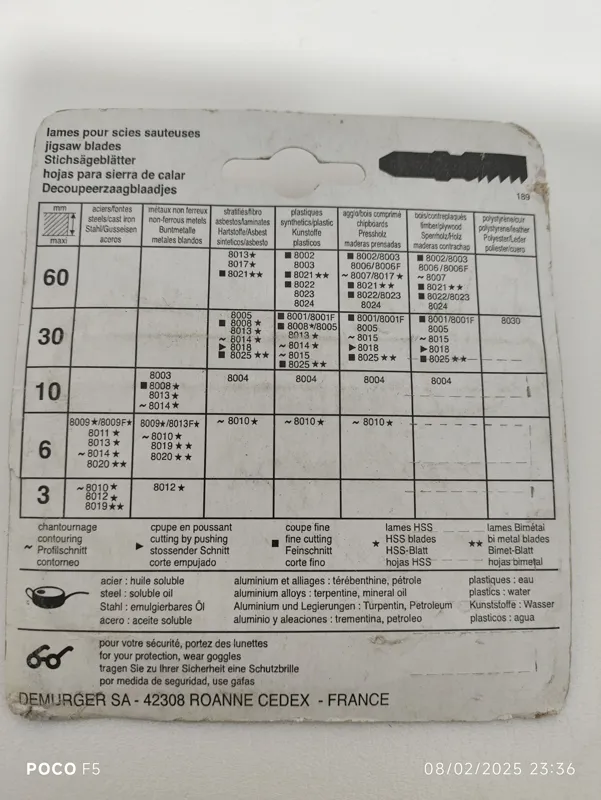 lames pour scies sauteuses
jigsaw blades
Stichsägeblätter
hojas para sierra de calar
Decoupeerzaagblaadjes
189
mm
maxi
aciers/fontes
steels/cast iron
Stahl/Gusseisen
aceros
métaux non ferreux
non-ferrous metels
Buntmetalle
metales blandos
stratifiés/fibro
asbestos/laminates
Hartstoffe/Asbest
sinteticos/asbesto
plastiques
synthetics/plastic
Kunstoffe
plasticos
agglo/bois comprimé
chipboards
Pressholz
maderas prensadas
bois/contreplaqués
limber/plywood
Sperrholz/Holz
maderas contrachap
polystyrène/cuir
polystyrene/leather
Polyester/Leder
poliester/cuero
60
8013★
8017★
■ 8021★★
■ 8002
8003
■ 8021★★
■ 8022
8023
8024
■ 8002/8003
8006/8006F
~ 8007/8017★
■ 8021★★
■ 8022/8023
8024
■ 8002/8003
8006/8006F
~ 8007
■ 8021★★
■ 8022/8023
8024
30
8005
■ 8008★
8013★
~ 8014★
▶ 8018
■ 8025★★
■ 8001/8001F
■ 8008★/8005
8013★
~ 8014★
~ 8015
■ 8025★★
■ 8001/8001F
8005
~ 8015
▶ 8018
■ 8025★★
■ 8001/8001F
8005
~ 8015
▶ 8018
■ 8025★★
8030
10
8003
■ 8008★
8013★
~ 8014★
8004
8004
8004
8004
6
8009★/8009F★
8011★
8013★
~ 8014★
8020★★
8009★/8013F★
~ 8010★
8019★★
8020★★
~ 8010★
~ 8010★
~ 8010★
3
~ 8010★
8012★
8019★★
8012★
chantournage
contouring
~ Profilschnitt
contorneo
cpupe en poussant
cutting by pushing
▶ stossender Schnitt
corte empujado
coupe fine
■ fine cutting
Feinschnitt
corte fino
lames HSS
★ HSS blades
HSS-Blatt
hojas HSS
lames Bimétal
★★ bi metal blades
Bimet-Blatt
hojas bimetal
acier : huile soluble
steel : soluble oil
Stahl : emulgierbares Öl
acero : aceite soluble
aluminium et alliages : térébenthine, pétrole
aluminium alloys : terpentine, mineral oil
Aluminium und Legierungen : Turpentin, Petroleum
aluminio y aleaciones : trementina, petroleo
plastiques : eau
plastics : water
Kunststoffe : Wasser
plasticos : agua
pour votre sécurité, portez des lunettes
for your protection, wear goggles
tragen Sie zu Ihrer Sicherheit eine Schutzbrille
por medida de seguridad, use gafas
DEMURGER SA - 42308 ROANNE CEDEX - FRANCE
POCO F5
08/02/2025 23:36